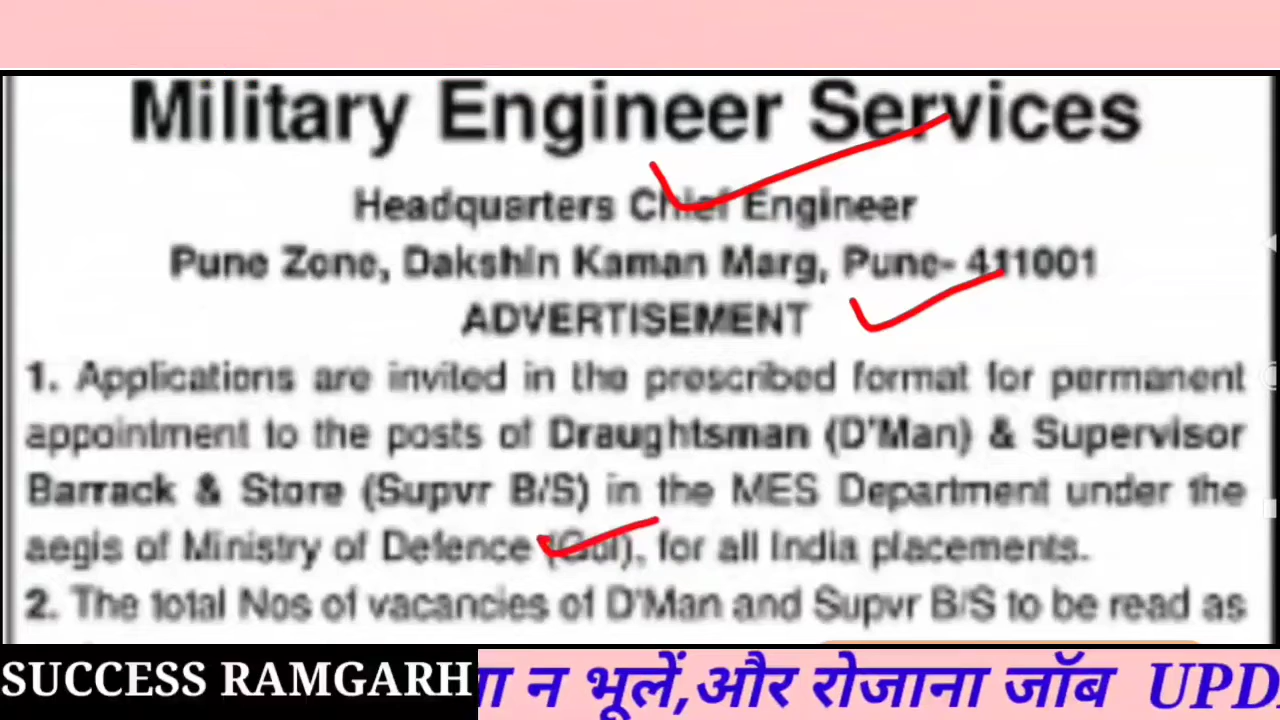 Military Engineer Services
Headquarters Chief Engineer
Pune Zone, Dakshin Kaman Marg, Pune- 411001
ADVERTISEMENT
1. Applications are invited in the prescribed format for permanent
appointment to the posts of Draughtsman (D'Man) & Supervisor
Barrack & Store (Supvr B/S) in the MES Department under the
aegis of Ministry of Defence (GoI), for all India placements.
2. The total Nos of vacancies of D'Man and Supvr B/S to be read as
SUCCESS RAMGARH
न भूलें,और रोजाना जॉब UPD